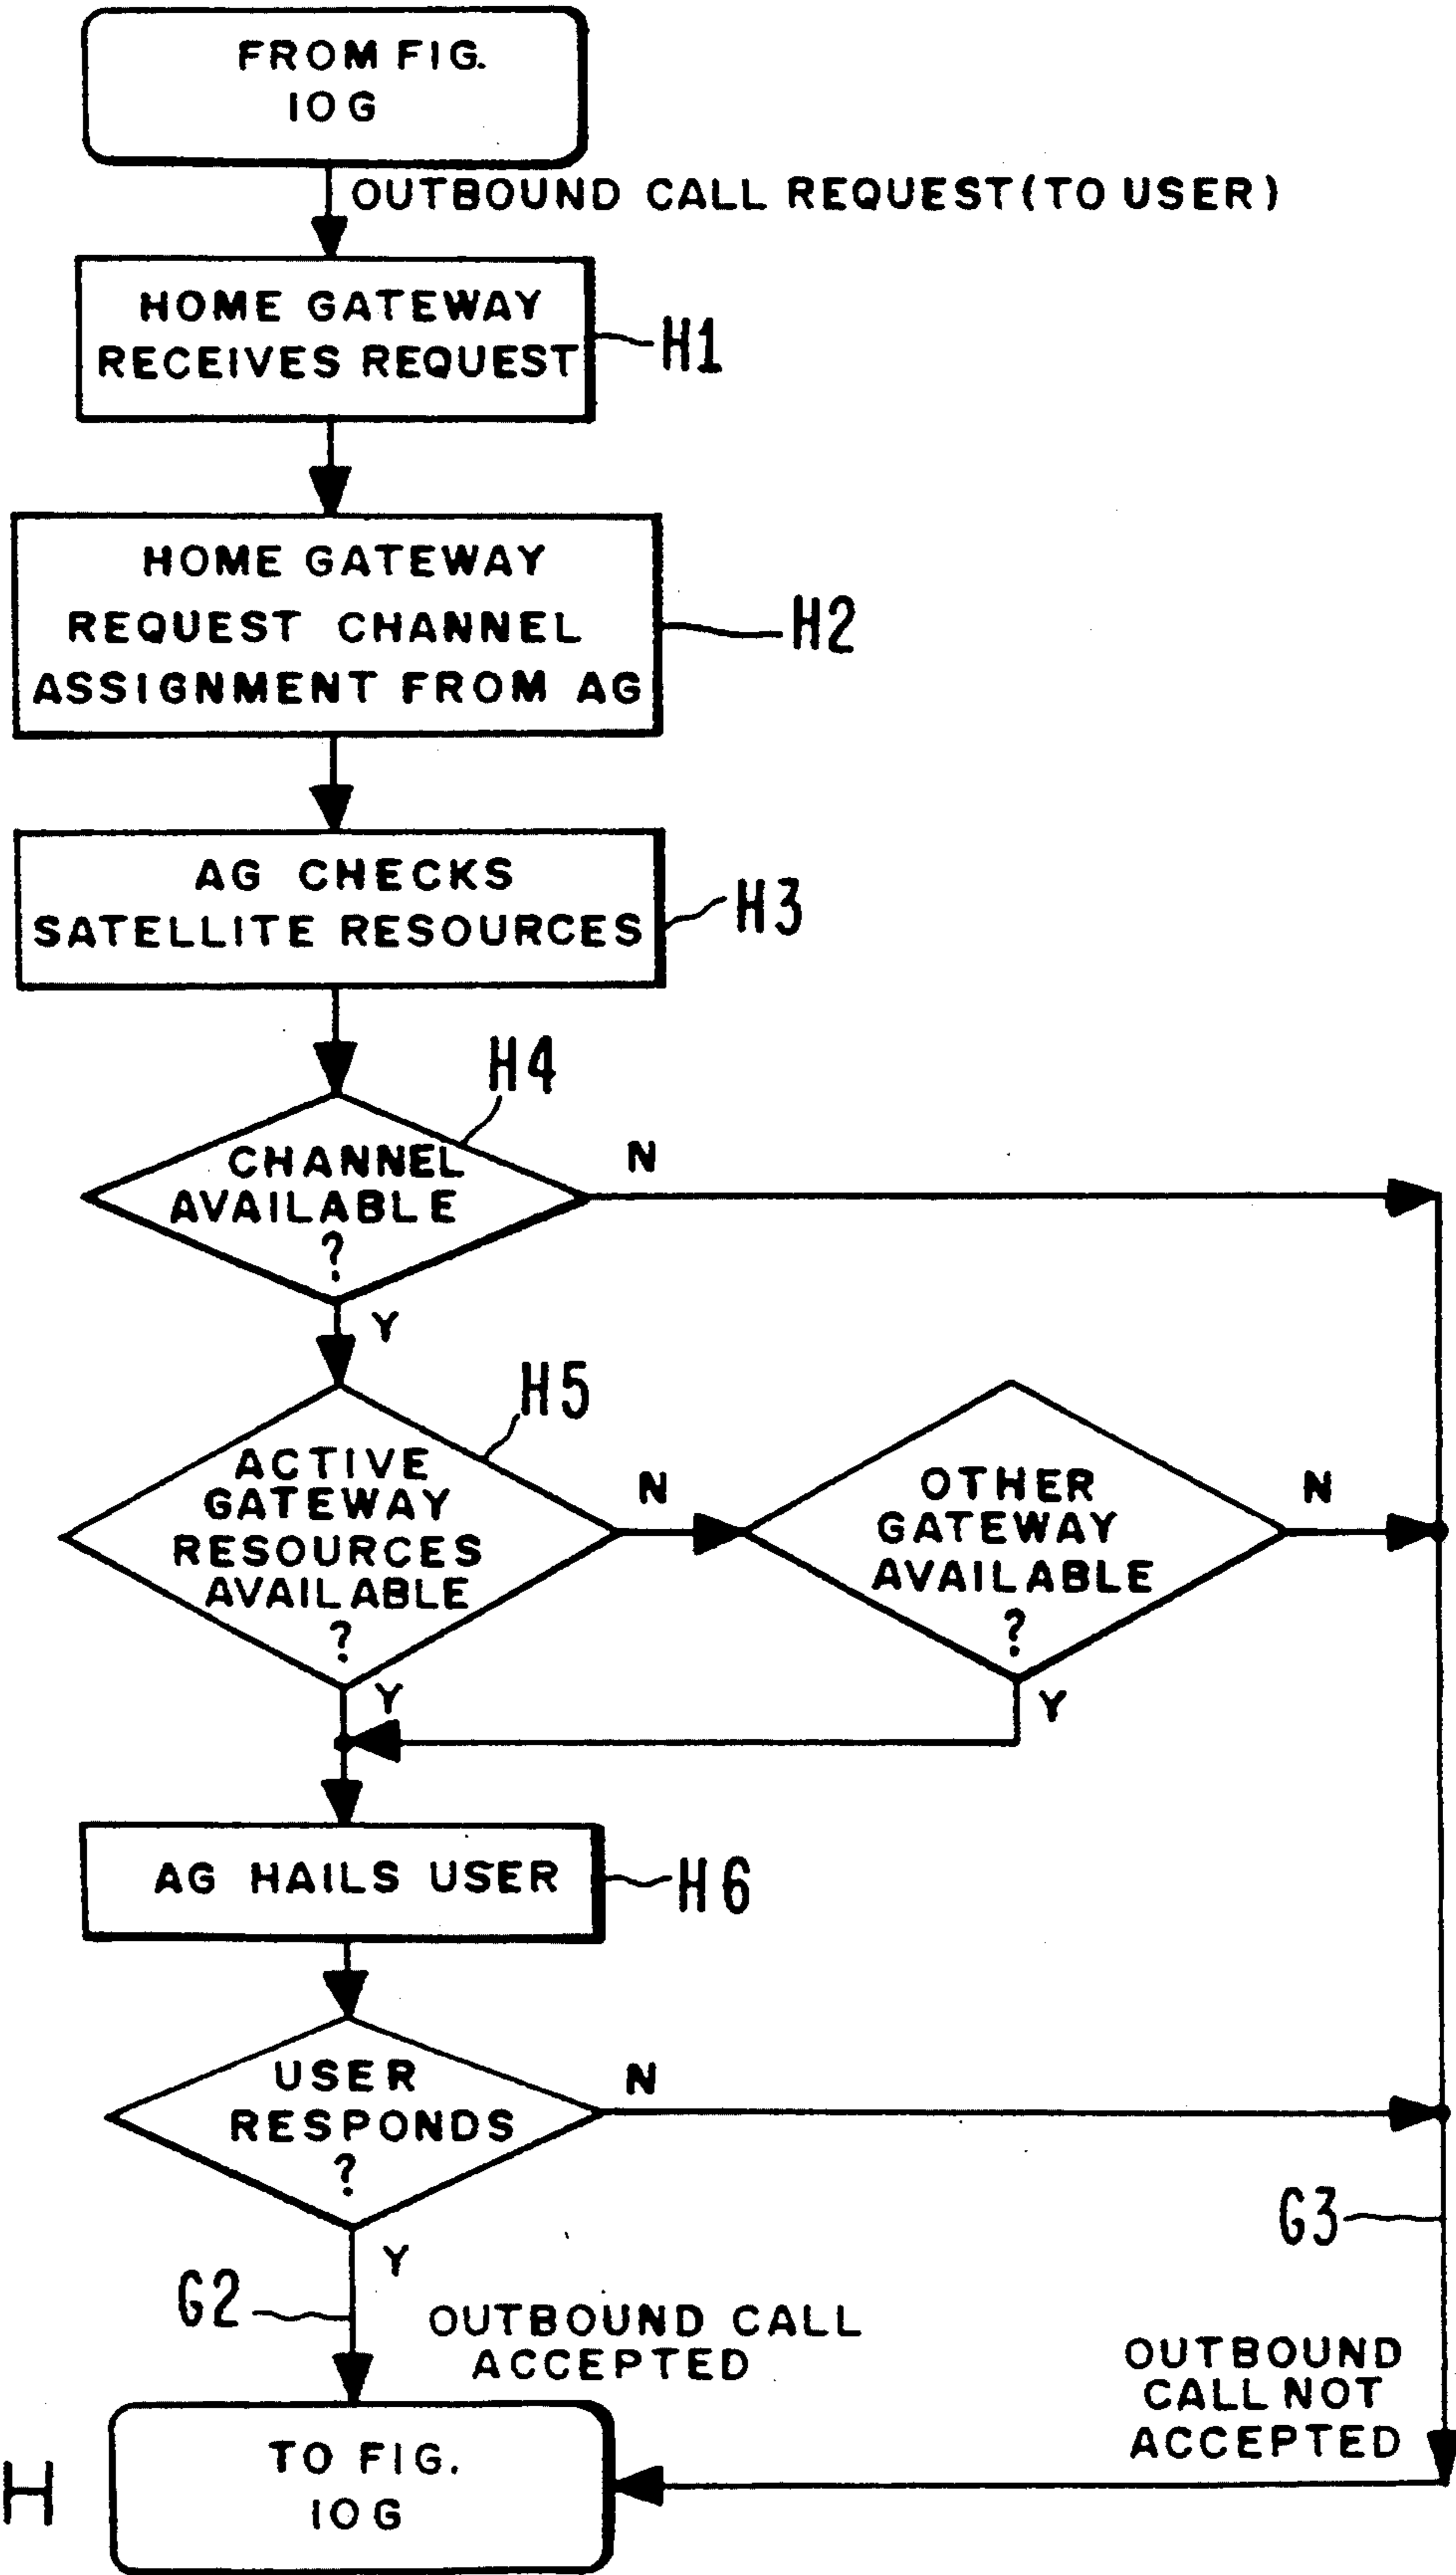 FROM FIG.
10G
OUTBOUND CALL REQUEST (TO USER)
HOME GATEWAY
RECEIVES REQUEST
H1
HOME GATEWAY
REQUEST CHANNEL
ASSIGNMENT FROM AG
H2
AG CHECKS
SATELLITE RESOURCES
H3
H4
CHANNEL
AVAILABLE
?
N
Y
H5
ACTIVE
GATEWAY
RESOURCES
AVAILABLE
?
N
OTHER
GATEWAY
AVAILABLE
?
N
Y
Y
AG HAILS USER
H6
USER
RESPONDS
?
N
Y
G2
G3
OUTBOUND CALL
ACCEPTED
OUTBOUND
CALL NOT
ACCEPTED
TO FIG.
10G
H